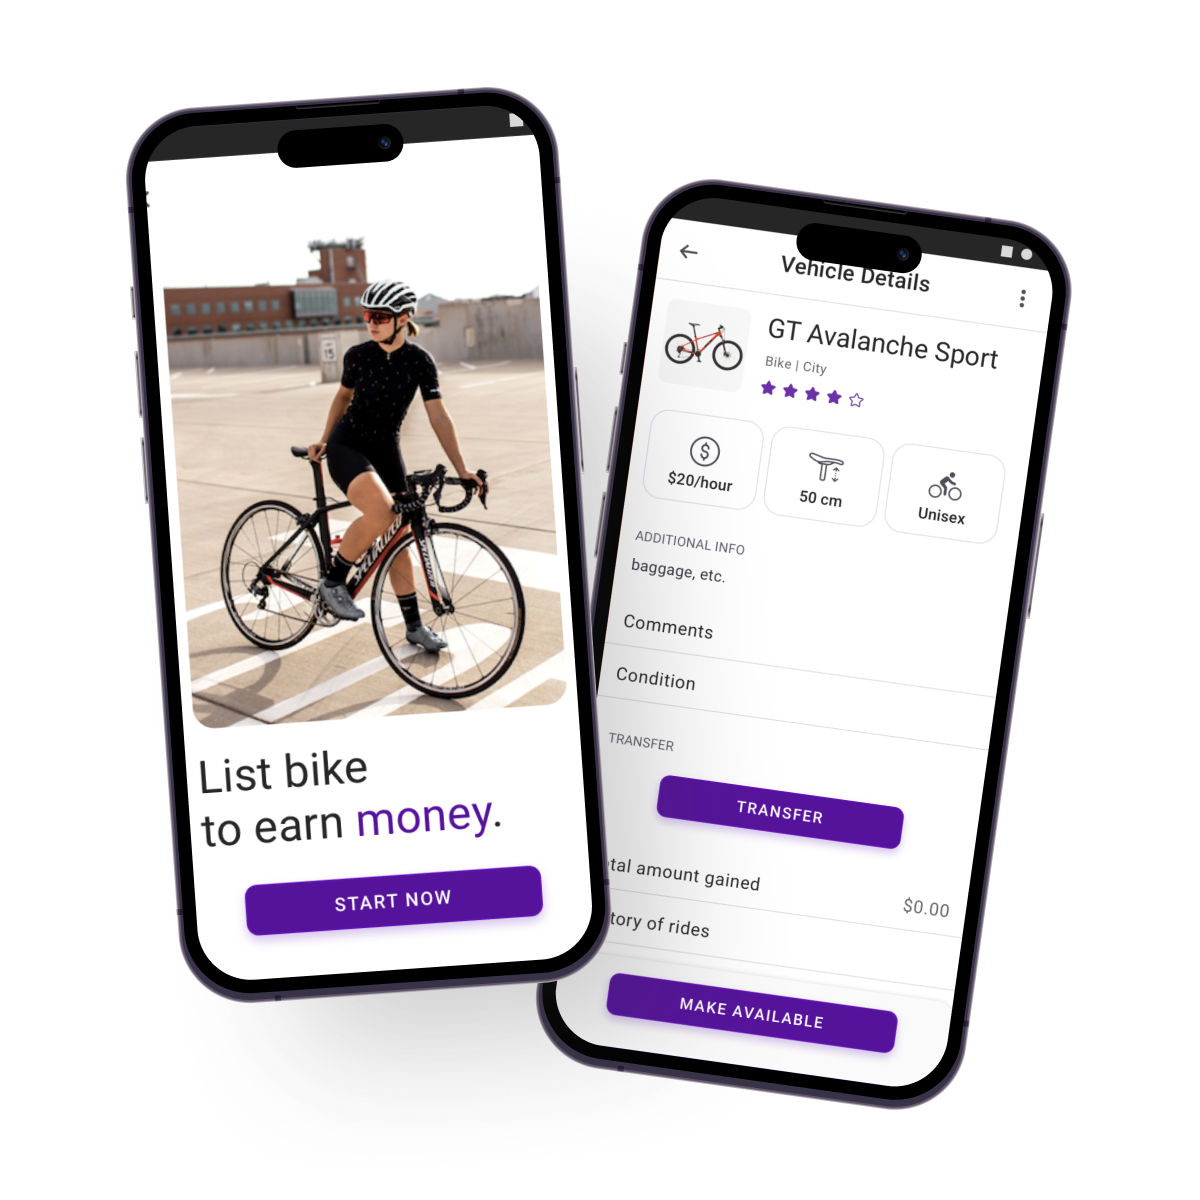 SPECIALIZED
List bike
to earn money.
START NOW
Vehicle Details
GT Avalanche Sport
Bike | City
$20/hour
50 cm
Unisex
ADDITIONAL INFO
baggage, etc.
Comments
Condition
TRANSFER
TRANSFER
tal amount gained
$0.00
tory of rides
MAKE AVAILABLE